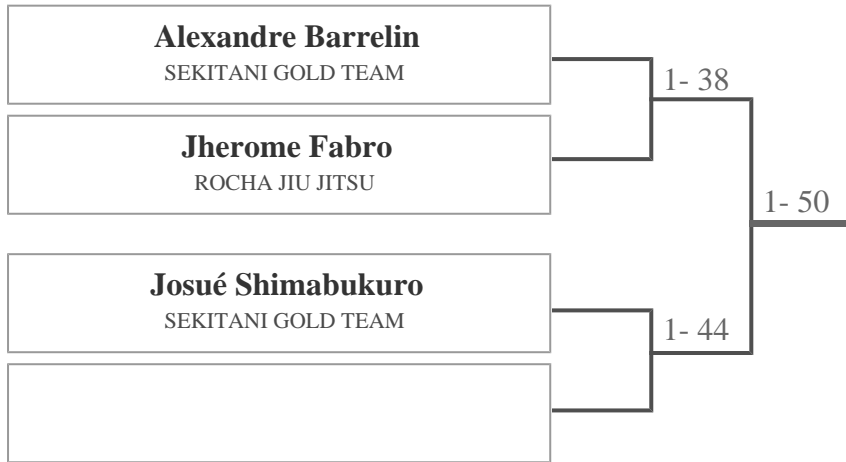 Alexandre Barrelin
SEKITANI GOLD TEAM
1- 38
Jherome Fabro
ROCHA JIU JITSU
1- 50
Josué Shimabukuro
SEKITANI GOLD TEAM
1- 44